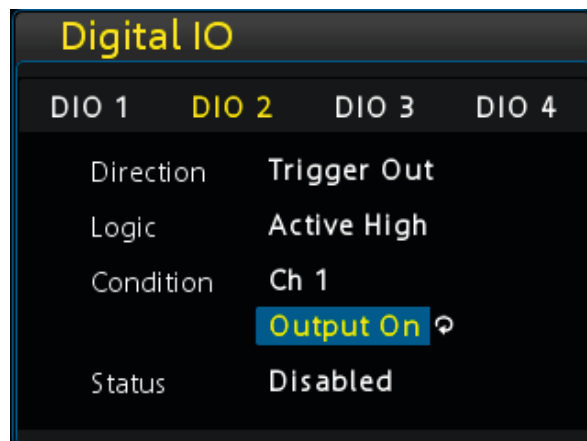 Digital IO
DIO 1 DIO 2 DIO 3 DIO 4
Direction Trigger Out
Logic Active High
Condition Ch 1
Output On
Status Disabled